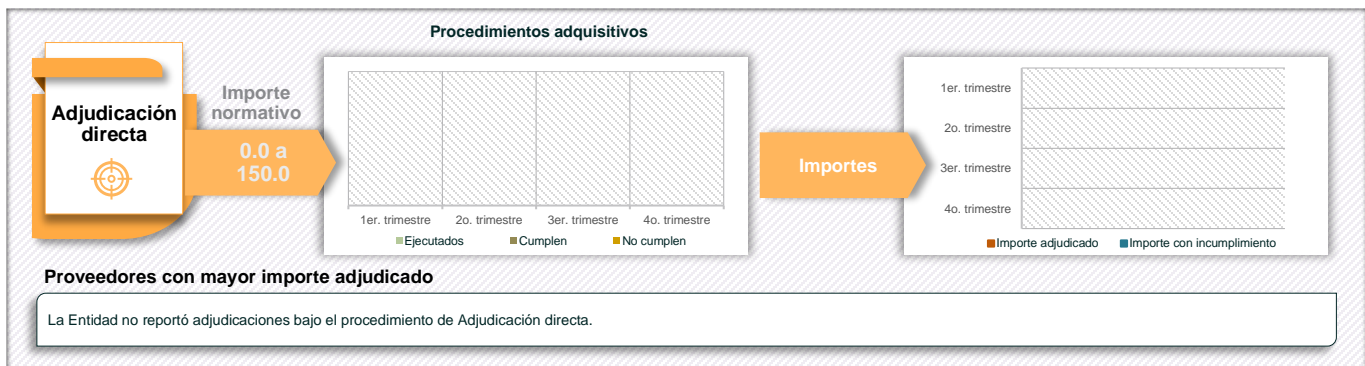 Procedimientos adquisitivos
Adjudicación
directa
Importe
normativo
0.0 a
150.0
1er. trimestre
2o. trimestre
3er. trimestre
4o. trimestre
Ejecutados
Cumplen
No cumplen
Importes
1er. trimestre
2o. trimestre
3er. trimestre
4o. trimestre
Importe adjudicado
Importe con incumplimiento
Proveedores con mayor importe adjudicado
La Entidad no reportó adjudicaciones bajo el procedimiento de Adjudicación directa.